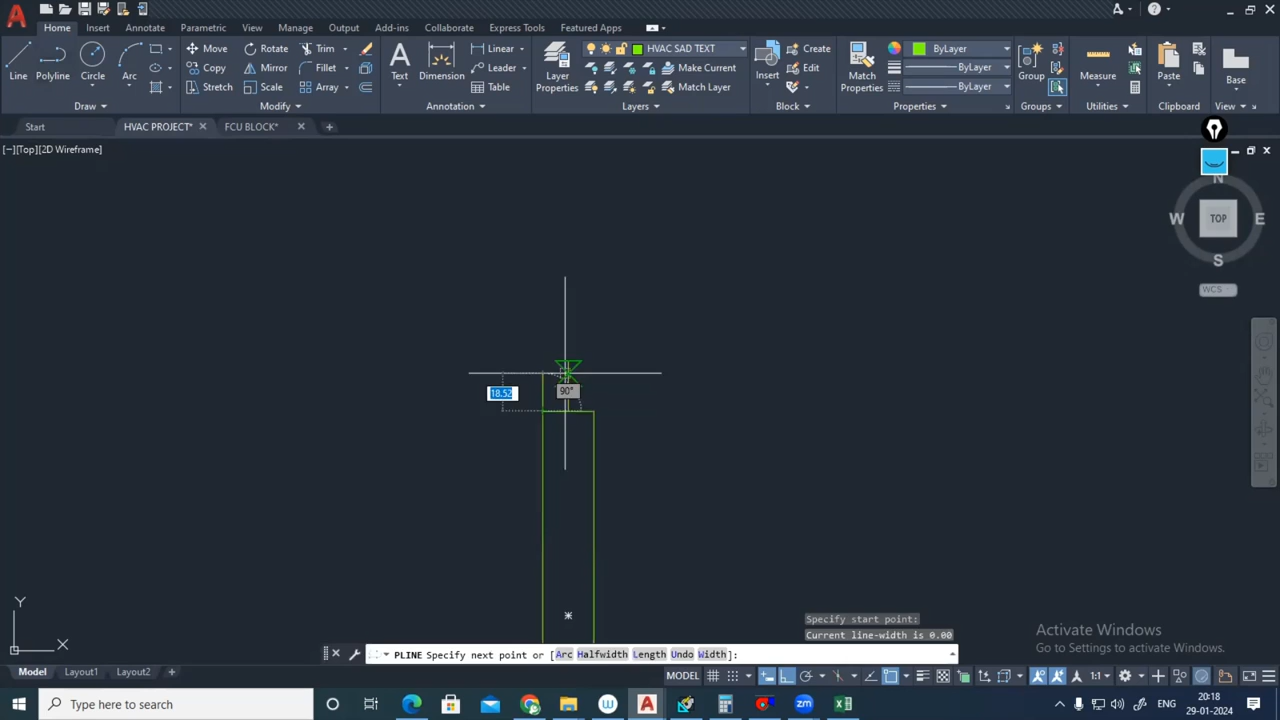 Home Insert Annotate Parametric View Manage Output Add-ins Collaborate Express Tools Featured Apps
Line Polyline Circle Arc
Move Rotate Trim
Copy Mirror Fillet
Stretch Scale Array
Text Dimension
Linear
Leader
Table
Layer Properties
HVAC SAD TEXT
Make Current
Match Layer
Insert
Create
Edit
Match Properties
ByLayer
ByLayer
ByLayer
Group
Measure
Paste
Base
Draw Modify Annotation Layers Block Properties Groups Utilities Clipboard View
Start HVAC PROJECT* FCU BLOCK*
[−][Top][2D Wireframe]
N
W TOP E
S
WCS
18.52
90°
Y
X
Specify start point:
Current line-width is 0.00
PLINE Specify next point or [Arc Halfwidth Length Undo Width]:
Activate Windows
Go to Settings to activate Windows.
Model Layout1 Layout2
MODEL 1:1
Type here to search
zm
ENG
20:18
29-01-2024